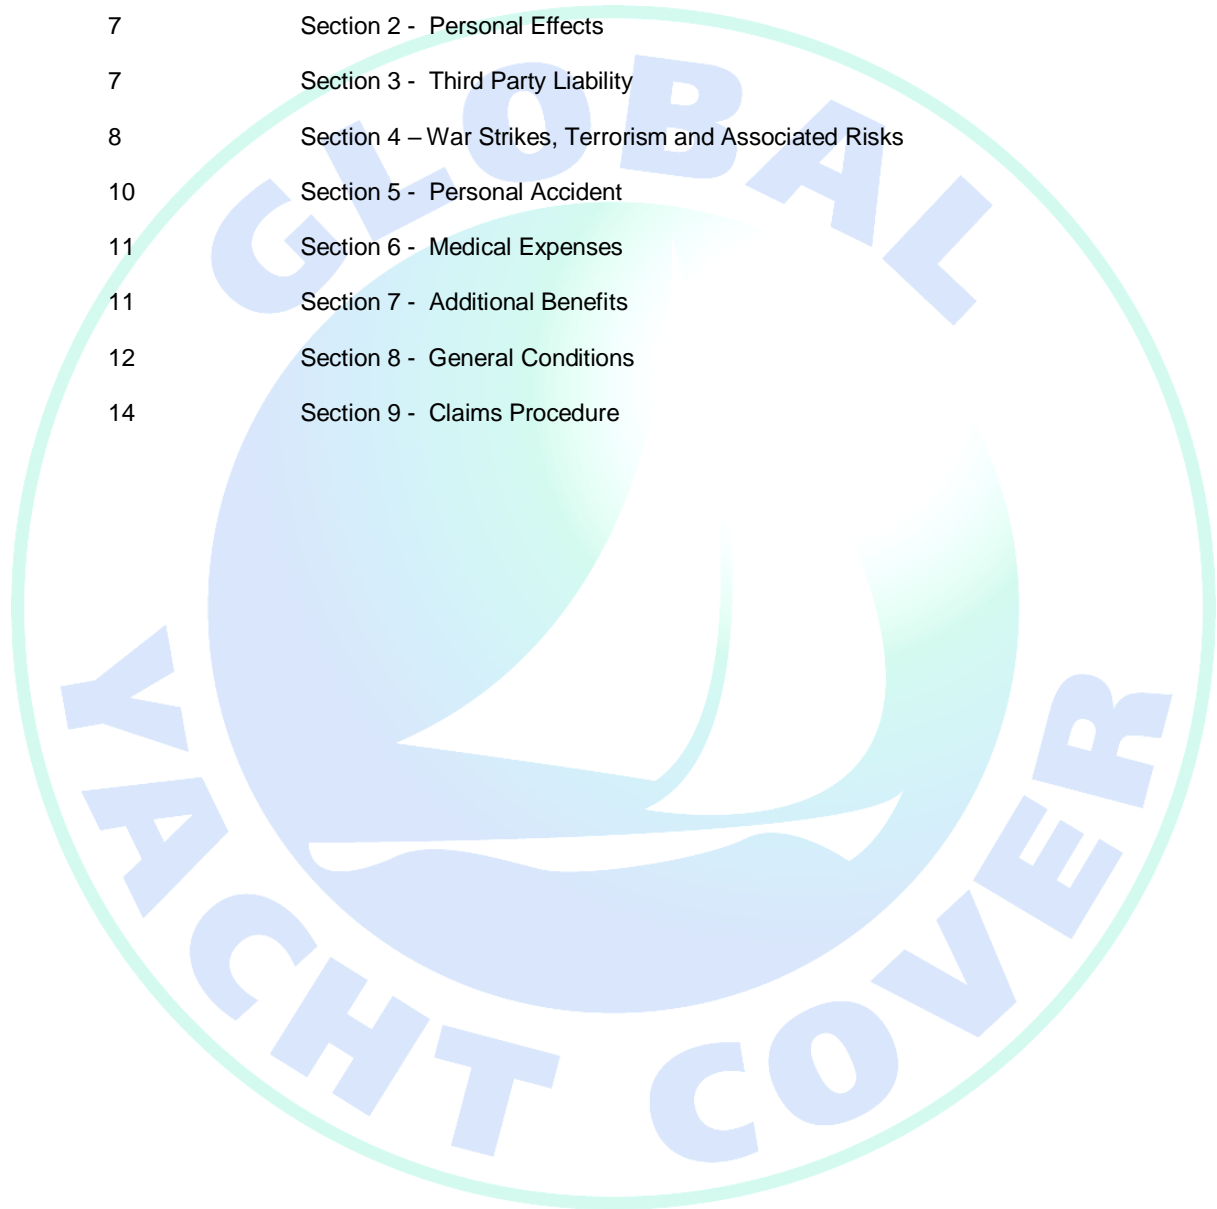 7 Section 2 - Personal Effects
7 Section 3 - Third Party Liability
8 Section 4 – War Strikes, Terrorism and Associated Risks
10 Section 5 - Personal Accident
11 Section 6 - Medical Expenses
11 Section 7 - Additional Benefits
12 Section 8 - General Conditions
14 Section 9 - Claims Procedure
GLOBAL
YACHT COVER